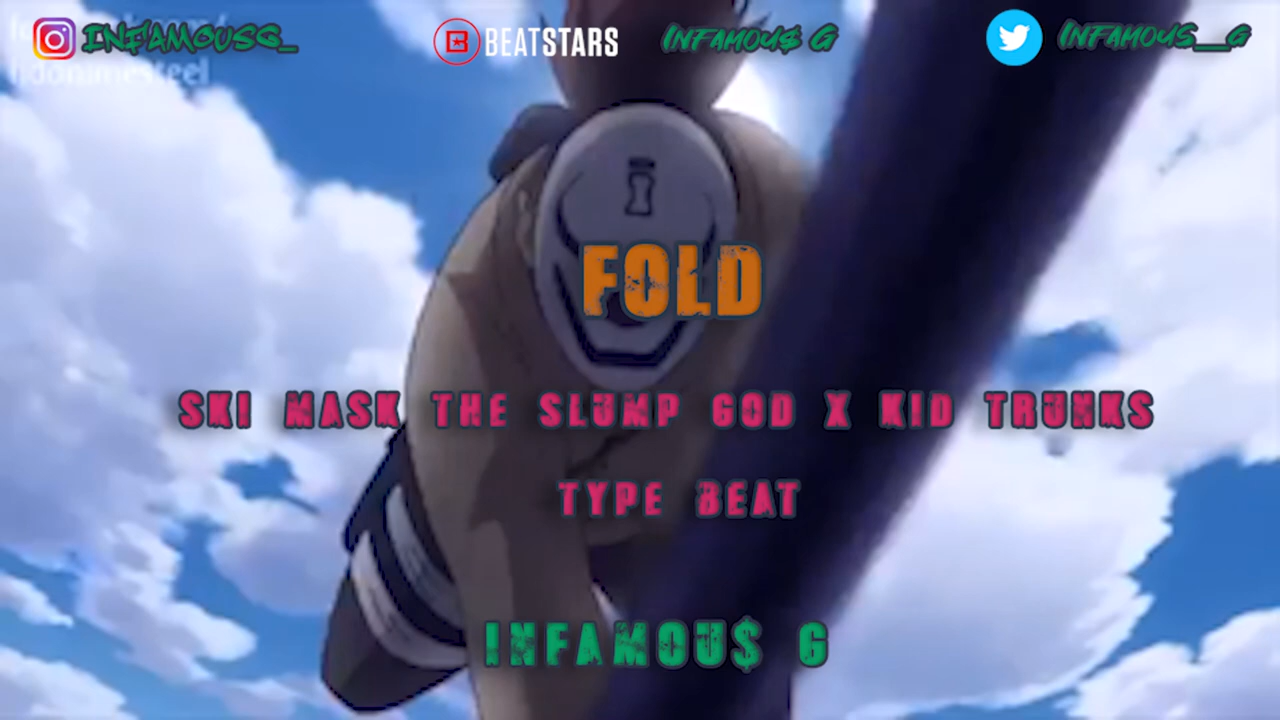 INFAMOUSG_
BEATSTARS
INFAMOU$ G
INFAMOUS__G
FOLD
SKI MASK THE SLUMP GOD X KID TRUNKS
TYPE BEAT
INFAMOU$ G